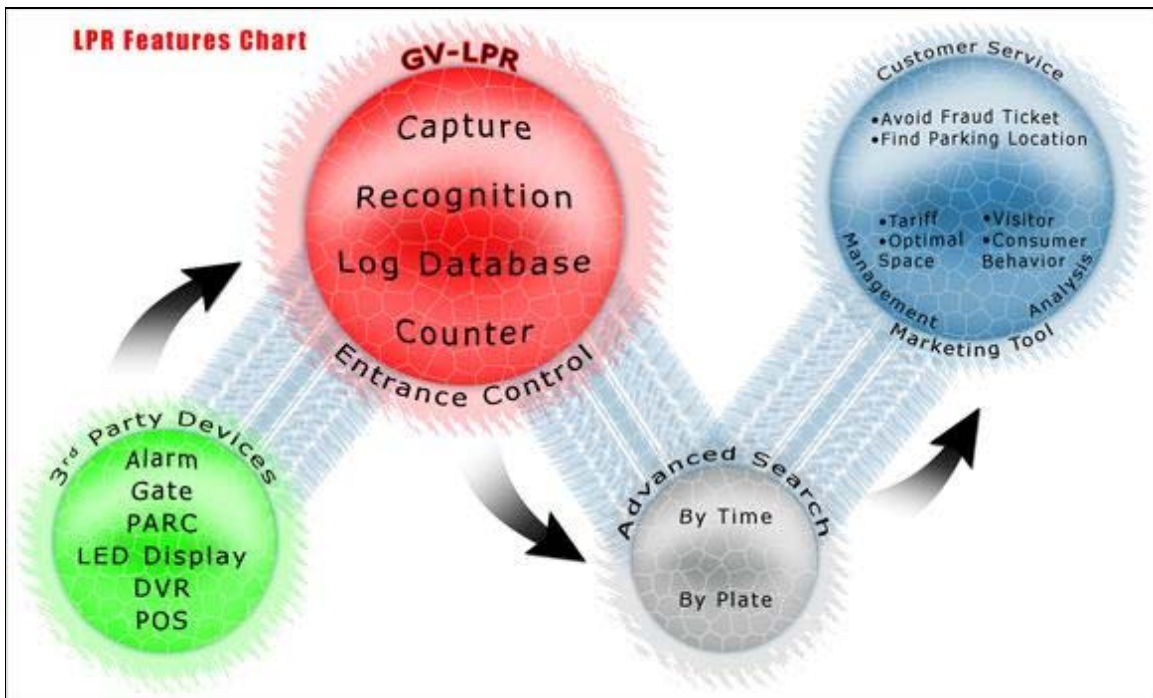 LPR Features Chart
GV-LPR
Capture
Recognition
Log Database
Counter
Entrance Control
3rd Party Devices
Alarm
Gate
PARC
LED Display
DVR
POS
Advanced Search
By Time
By Plate
Customer Service
•Avoid Fraud Ticket
•Find Parking Location
Management
•Tariff
•Optimal
Space
•Visitor
•Consumer
Behavior
Analysis
Marketing Tool